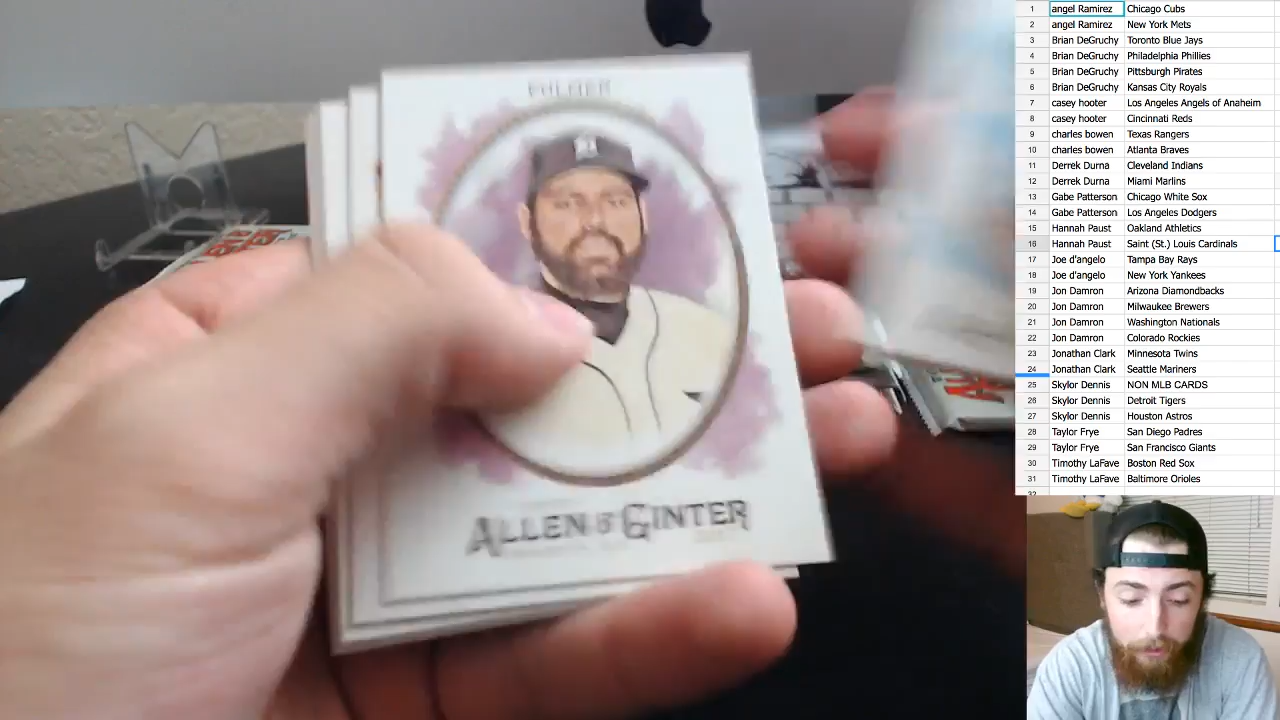 FULMER
ALLEN & GINTER
1 angel Ramirez Chicago Cubs
2 angel Ramirez New York Mets
3 Brian DeGruchy Toronto Blue Jays
4 Brian DeGruchy Philadelphia Phillies
5 Brian DeGruchy Pittsburgh Pirates
6 Brian DeGruchy Kansas City Royals
7 casey hooter Los Angeles Angels of Anaheim
8 casey hooter Cincinnati Reds
9 charles bowen Texas Rangers
10 charles bowen Atlanta Braves
11 Derrek Durna Cleveland Indians
12 Derrek Durna Miami Marlins
13 Gabe Patterson Chicago White Sox
14 Gabe Patterson Los Angeles Dodgers
15 Hannah Paust Oakland Athletics
16 Hannah Paust Saint (St.) Louis Cardinals
17 Joe d'angelo Tampa Bay Rays
18 Joe d'angelo New York Yankees
19 Jon Damron Arizona Diamondbacks
20 Jon Damron Milwaukee Brewers
21 Jon Damron Washington Nationals
22 Jon Damron Colorado Rockies
23 Jonathan Clark Minnesota Twins
24 Jonathan Clark Seattle Mariners
25 Skylor Dennis NON MLB CARDS
26 Skylor Dennis Detroit Tigers
27 Skylor Dennis Houston Astros
28 Taylor Frye San Diego Padres
29 Taylor Frye San Francisco Giants
30 Timothy LaFave Boston Red Sox
31 Timothy LaFave Baltimore Orioles